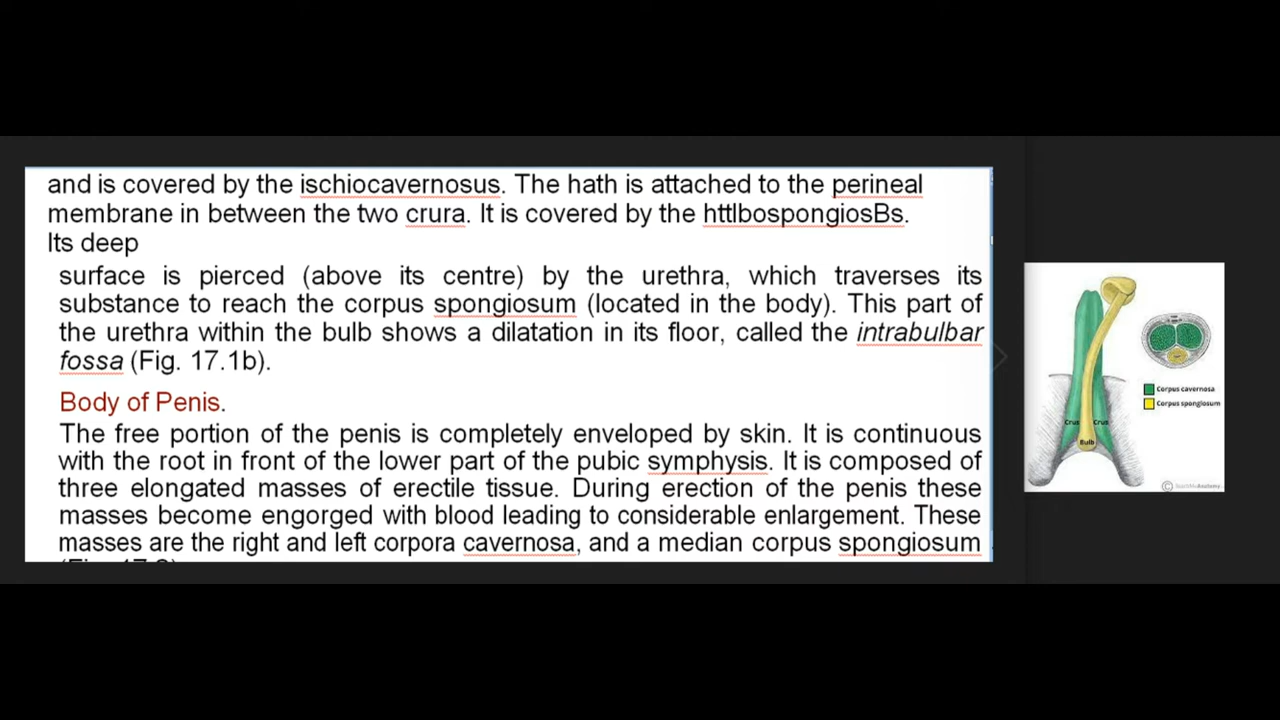 and is covered by the ischiocavernosus. The hath is attached to the perineal
membrane in between the two crura. It is covered by the httlbospongiosBs.
Its deep
surface is pierced (above its centre) by the urethra, which traverses its
substance to reach the corpus spongiosum (located in the body). This part of
the urethra within the bulb shows a dilatation in its floor, called the intrabulbar
fossa (Fig. 17.1b).
Body of Penis.
The free portion of the penis is completely enveloped by skin. It is continuous
with the root in front of the lower part of the pubic symphysis. It is composed of
three elongated masses of erectile tissue. During erection of the penis these
masses become engorged with blood leading to considerable enlargement. These
masses are the right and left corpora cavernosa, and a median corpus spongiosum
Corpus cavernosa
Corpus spongiosum
Crus Crus
Bulb
© TeachMeAnatomy